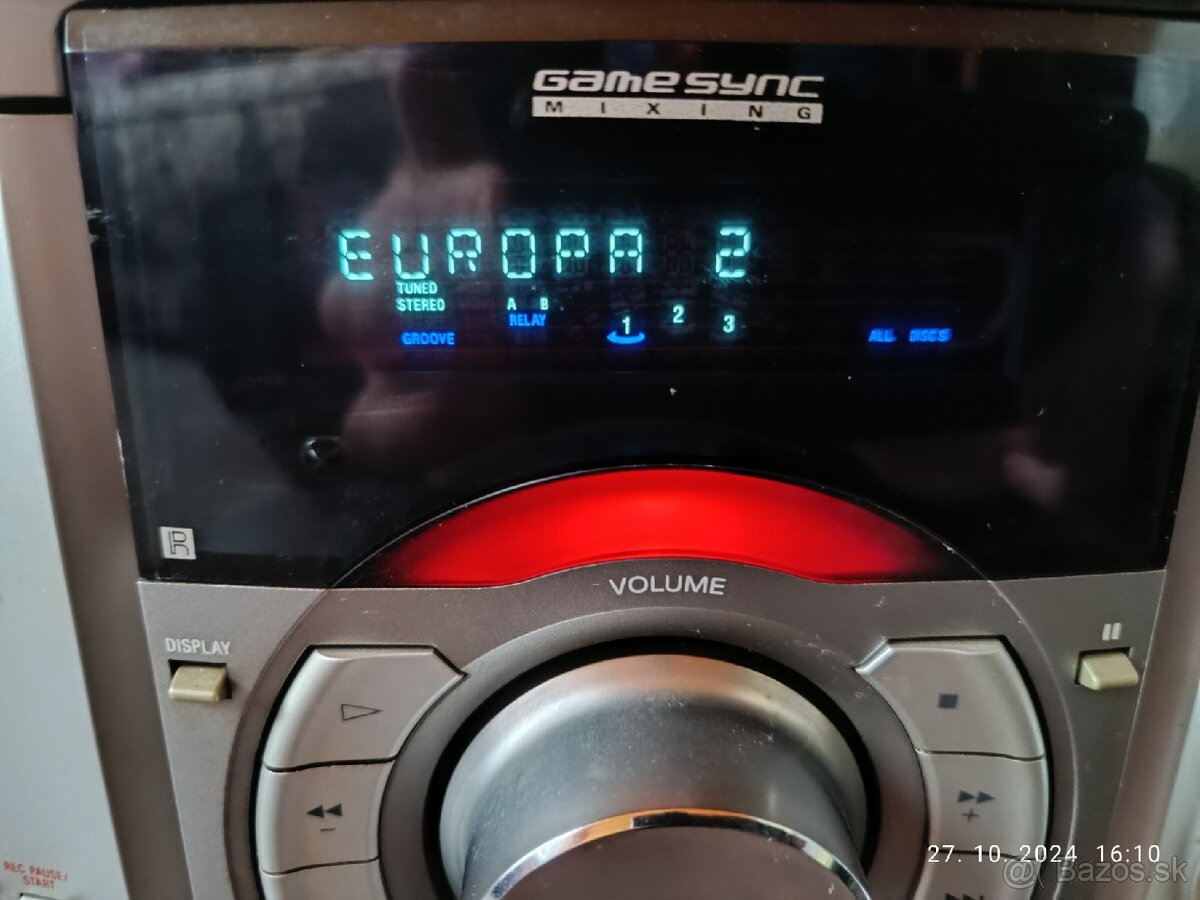 GAME SYNC
MIXING
EUROPA 2
TUNED
STEREO
A B
RELAY
GROOVE
1 2 3
ALL DISCS
R
VOLUME
DISPLAY
REC PAUSE/
START
27. 10. 2024 16:10
@ Bazos.sk